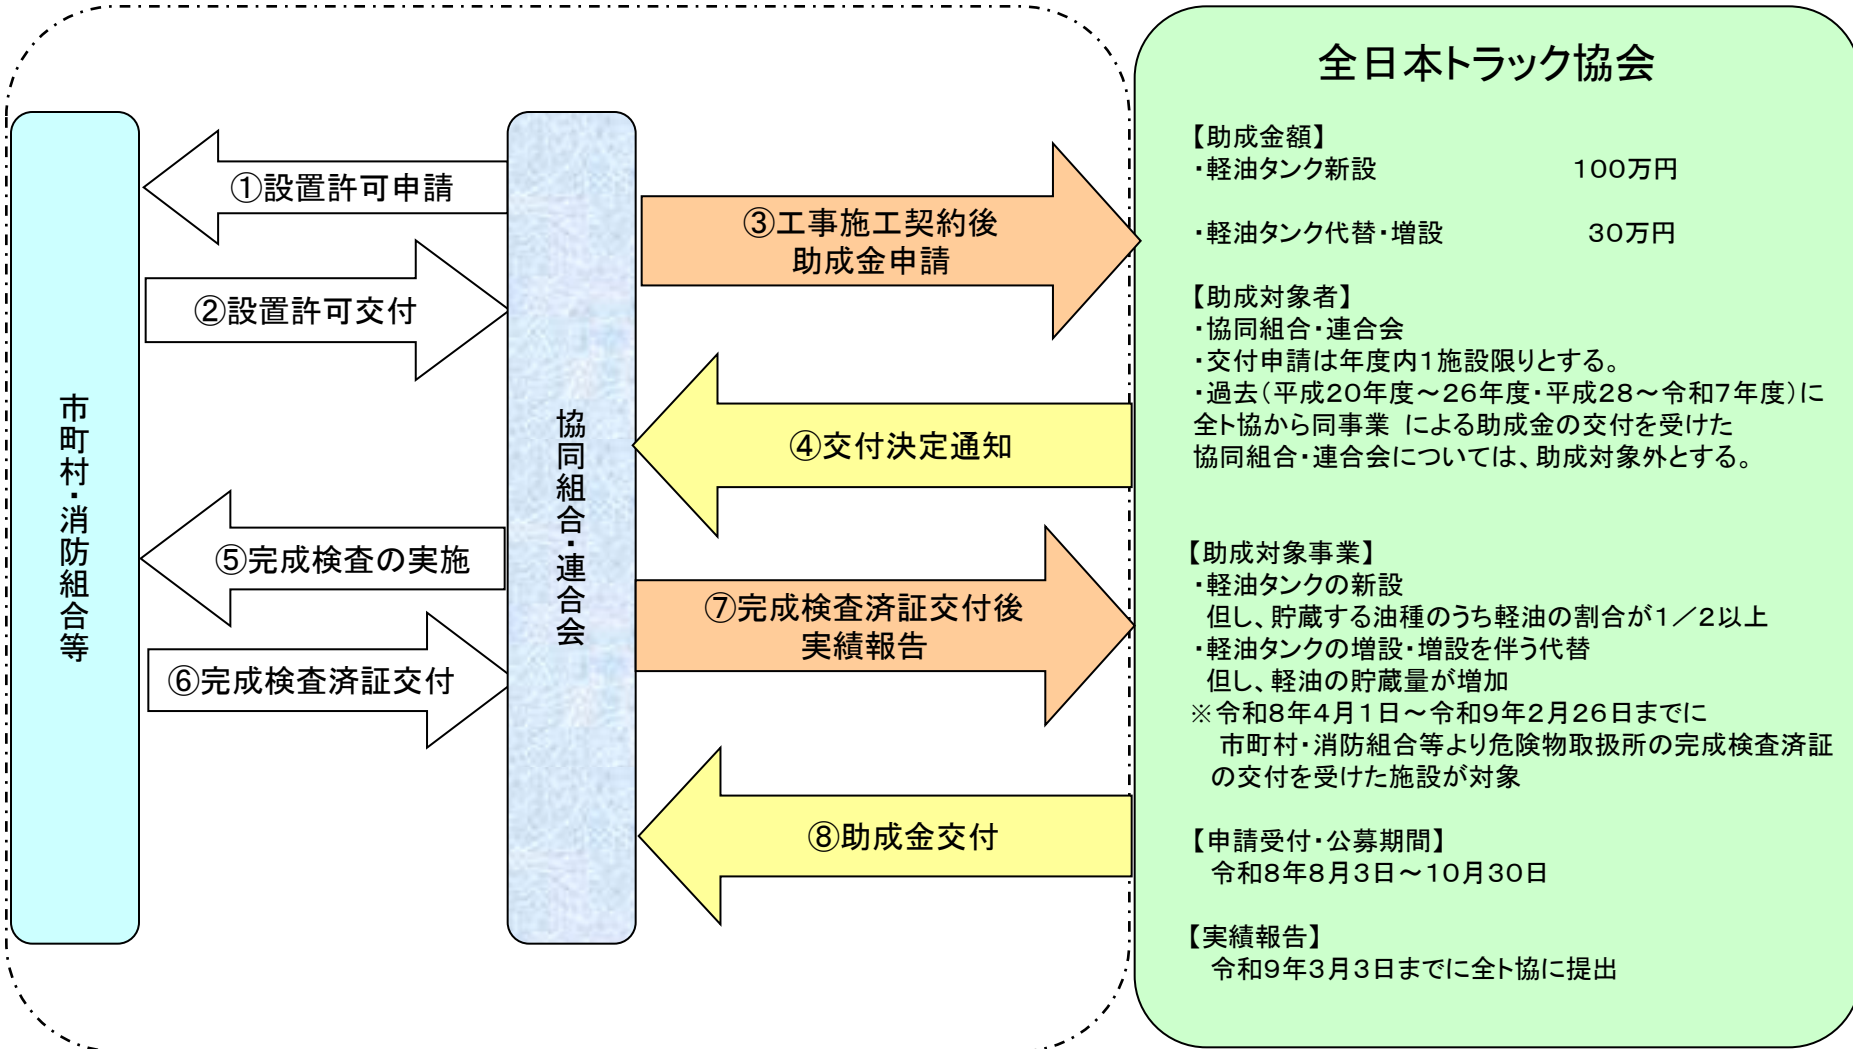 市町村・消防組合等
協同組合・連合会
①設置許可申請
②設置許可交付
③工事施工契約後
助成金申請
④交付決定通知
⑤完成検査の実施
⑥完成検査済証交付
⑦完成検査済証交付後
実績報告
⑧助成金交付
全日本トラック協会
【助成金額】
・軽油タンク新設　　　　　　１００万円
・軽油タンク代替・増設　　　　　３０万円
【助成対象者】
・協同組合・連合会
・交付申請は年度内１施設限りとする。
・過去（平成２０年度～２６年度・平成２８～令和７年度）に
全ト協から同事業 による助成金の交付を受けた
協同組合・連合会については、助成対象外とする。
【助成対象事業】
・軽油タンクの新設
但し、貯蔵する油種のうち軽油の割合が１／２以上
・軽油タンクの増設・増設を伴う代替
但し、軽油の貯蔵量が増加
※令和８年４月１日～令和９年２月２６日までに
市町村・消防組合等より危険物取扱所の完成検査済証
の交付を受けた施設が対象
【申請受付・公募期間】
令和８年８月３日～１０月３０日
【実績報告】
令和９年３月３日までに全ト協に提出